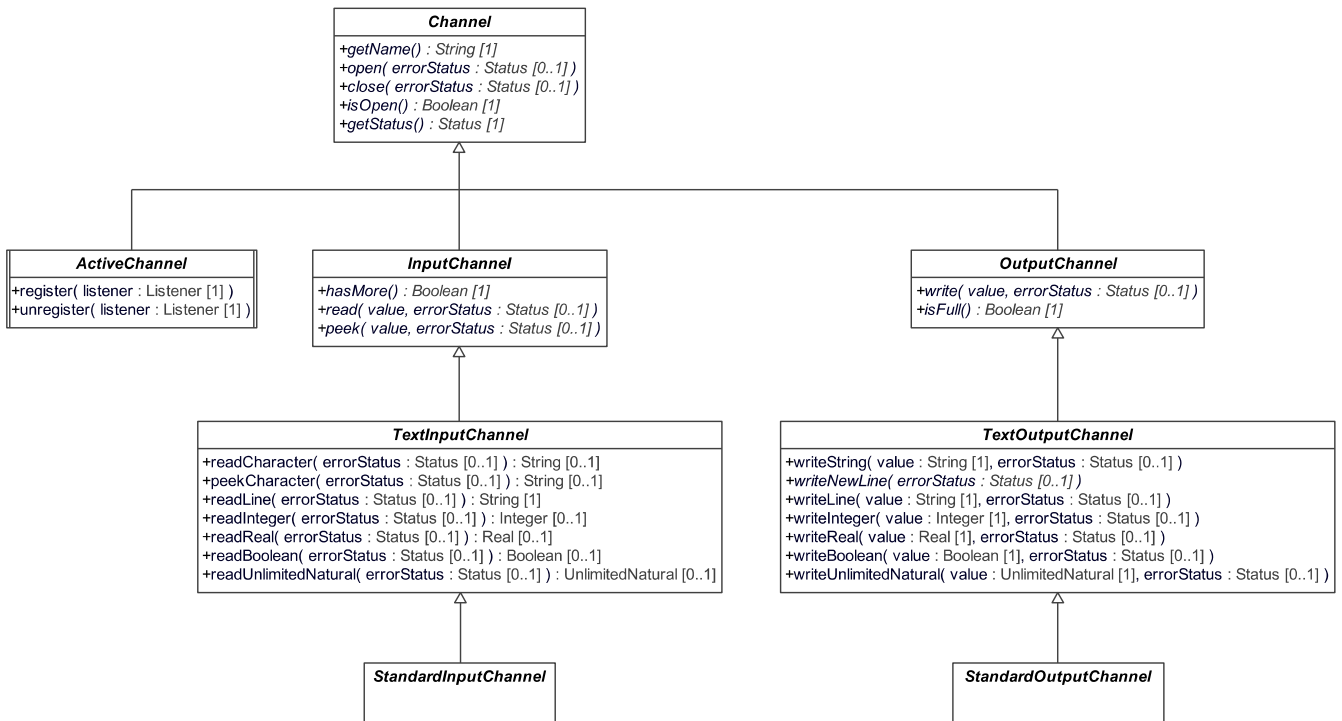 Channel
+getName() : String [1]
+open( errorStatus : Status [0..1] )
+close( errorStatus : Status [0..1] )
+isOpen() : Boolean [1]
+getStatus() : Status [1]
ActiveChannel
+register( listener : Listener [1] )
+unregister( listener : Listener [1] )
InputChannel
+hasMore() : Boolean [1]
+read( value, errorStatus : Status [0..1] )
+peek( value, errorStatus : Status [0..1] )
OutputChannel
+write( value, errorStatus : Status [0..1] )
+isFull() : Boolean [1]
TextInputChannel
+readCharacter( errorStatus : Status [0..1] ) : String [0..1]
+peekCharacter( errorStatus : Status [0..1] ) : String [0..1]
+readLine( errorStatus : Status [0..1] ) : String [1]
+readInteger( errorStatus : Status [0..1] ) : Integer [0..1]
+readReal( errorStatus : Status [0..1] ) : Real [0..1]
+readBoolean( errorStatus : Status [0..1] ) : Boolean [0..1]
+readUnlimitedNatural( errorStatus : Status [0..1] ) : UnlimitedNatural [0..1]
TextOutputChannel
+writeString( value : String [1], errorStatus : Status [0..1] )
+writeNewLine( errorStatus : Status [0..1] )
+writeLine( value : String [1], errorStatus : Status [0..1] )
+writeInteger( value : Integer [1], errorStatus : Status [0..1] )
+writeReal( value : Real [1], errorStatus : Status [0..1] )
+writeBoolean( value : Boolean [1], errorStatus : Status [0..1] )
+writeUnlimitedNatural( value : UnlimitedNatural [1], errorStatus : Status [0..1] )
StandardInputChannel
StandardOutputChannel